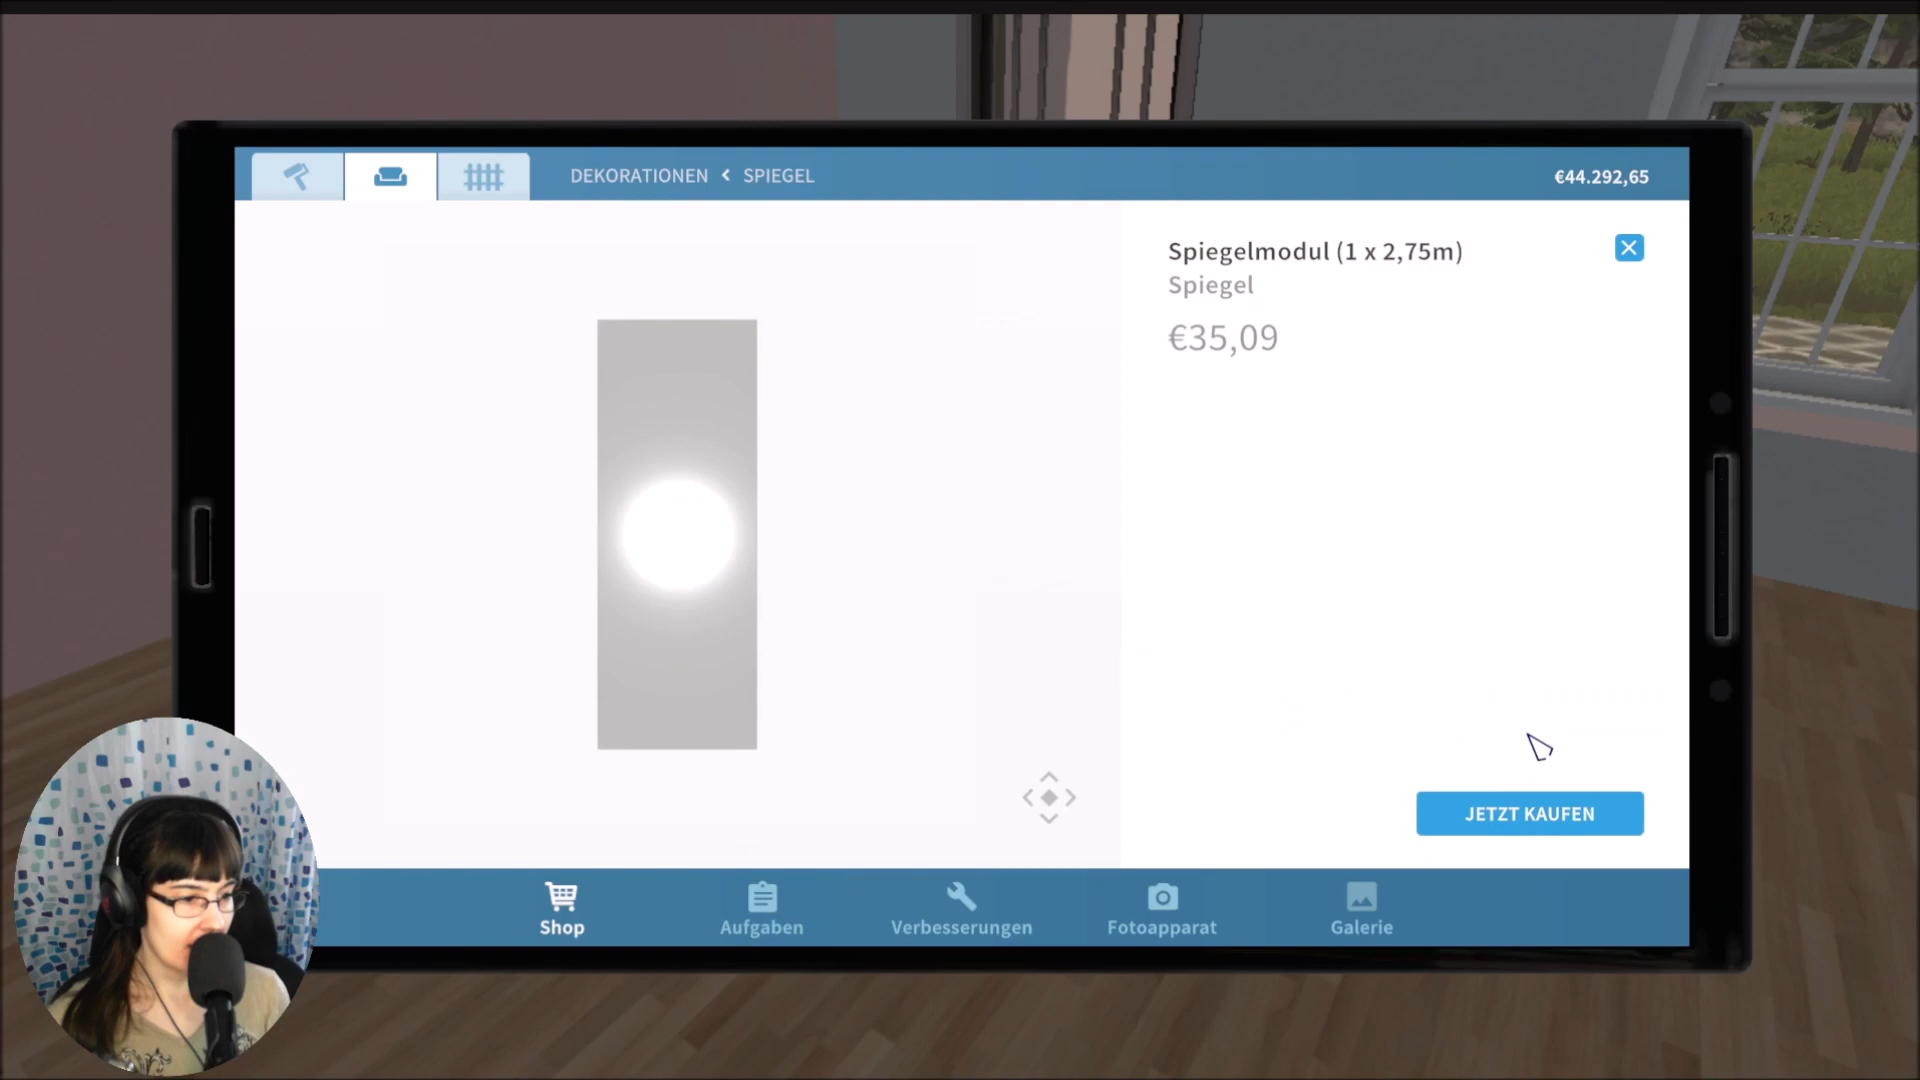 DEKORATIONEN < SPIEGEL
€44.292,65
Spiegelmodul (1 x 2,75m)
Spiegel
€35,09
JETZT KAUFEN
Shop
Aufgaben
Verbesserungen
Fotoapparat
Galerie